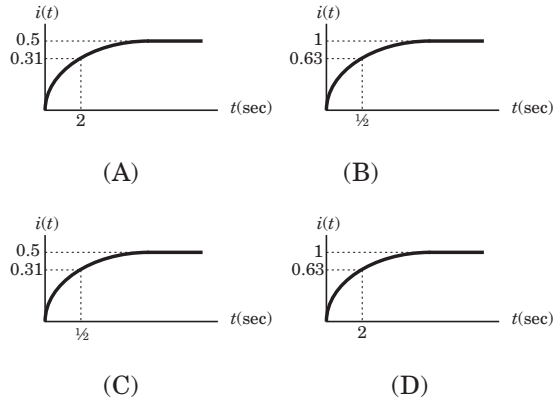 i(t)
0.5
0.31
2
t(sec)
(A)
i(t)
1
0.63
½
t(sec)
(B)
i(t)
0.5
0.31
½
t(sec)
(C)
i(t)
1
0.63
2
t(sec)
(D)